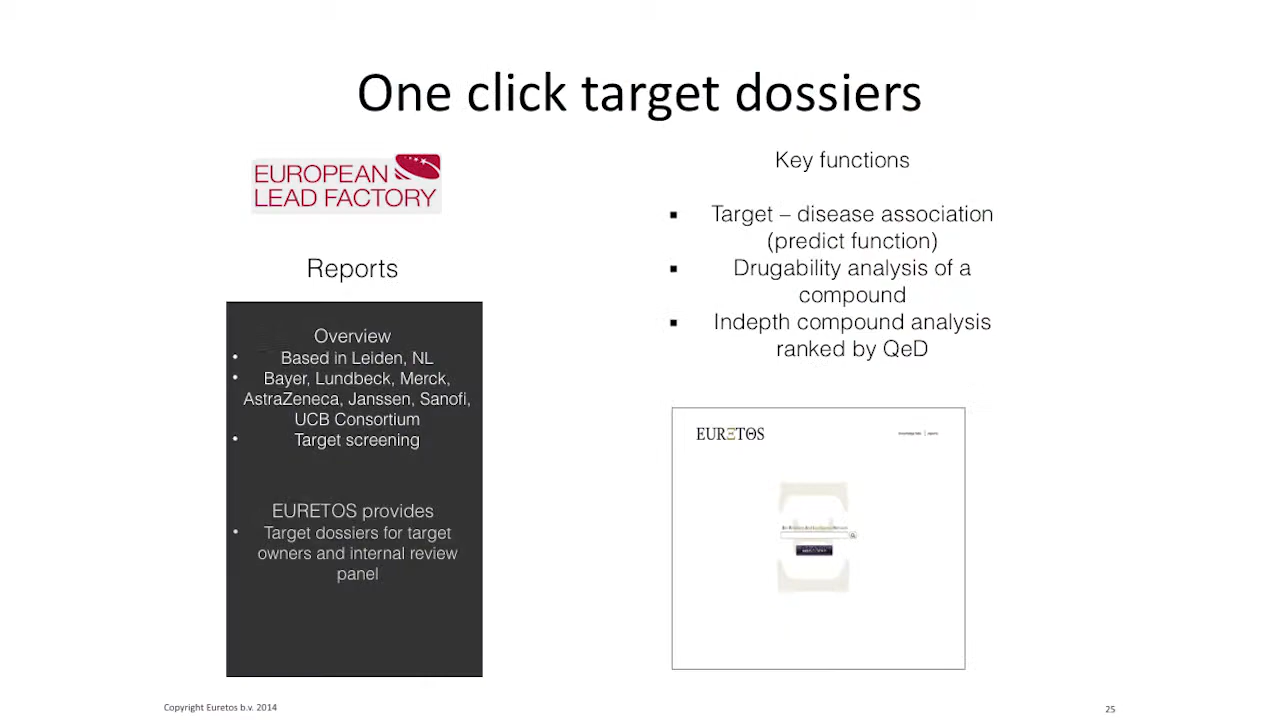 One click target dossiers
EUROPEAN
LEAD FACTORY
Reports
Overview
• Based in Leiden, NL
• Bayer, Lundbeck, Merck,
AstraZeneca, Janssen, Sanofi,
UCB Consortium
• Target screening
EURETOS provides
• Target dossiers for target
owners and internal review
panel
Key functions
▪ Target – disease association
(predict function)
▪ Drugability analysis of a
compound
▪ Indepth compound analysis
ranked by QeD
EURΞTOS
Copyright Euretos b.v. 2014
25